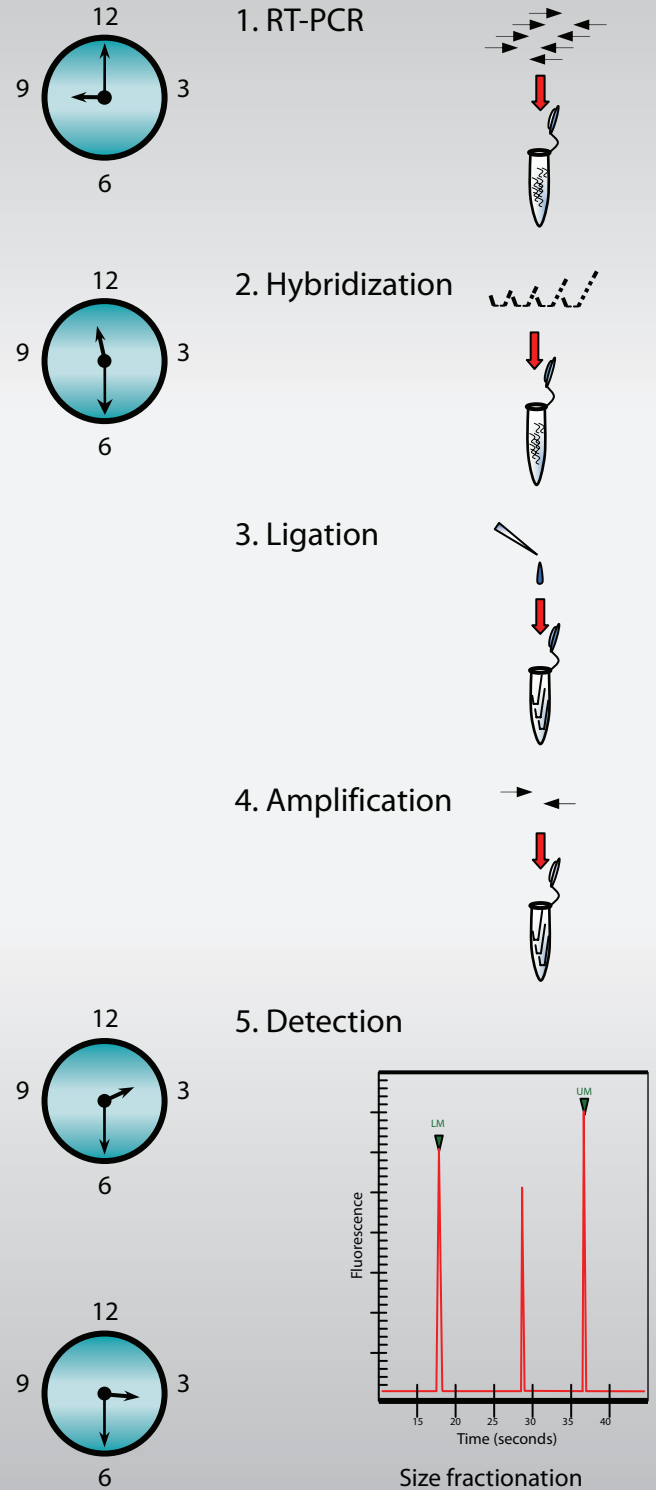 12
9
3
6
1. RT-PCR
12
9
3
6
2. Hybridization
3. Ligation
4. Amplification
12
9
3
6
5. Detection
LM
UM
Fluorescence
15 20 25 30 35 40
Time (seconds)
12
9
3
6
Size fractionation